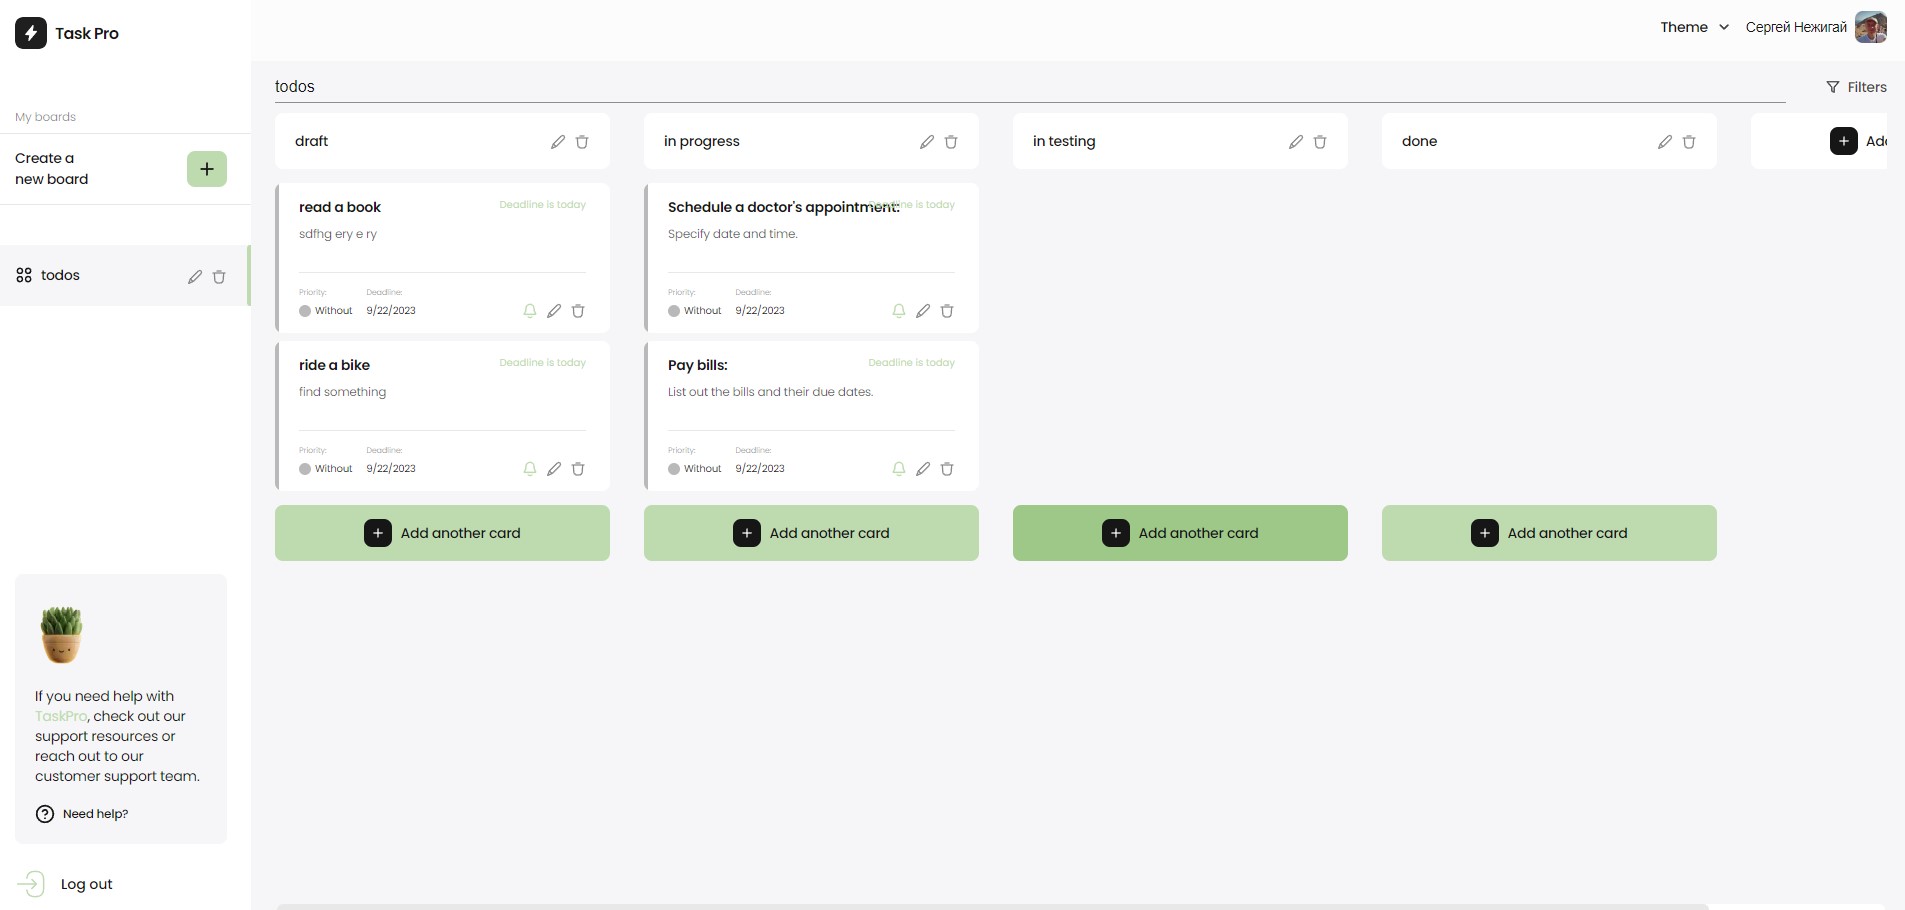 Task Pro
Theme
Сергей Нежигай
My boards
Create a
new board
todos
If you need help with
TaskPro, check out our
support resources or
reach out to our
customer support team.
Need help?
Log out
todos
Filters
draft
read a book
Deadline is today
sdfhg ery e ry
Priority:
Deadline:
Without
9/22/2023
ride a bike
Deadline is today
find something
Priority:
Deadline:
Without
9/22/2023
Add another card
in progress
Schedule a doctor's appointment:
Deadline is today
Specify date and time.
Priority:
Deadline:
Without
9/22/2023
Pay bills:
Deadline is today
List out the bills and their due dates.
Priority:
Deadline:
Without
9/22/2023
Add another card
in testing
Add another card
done
Add another card
Add